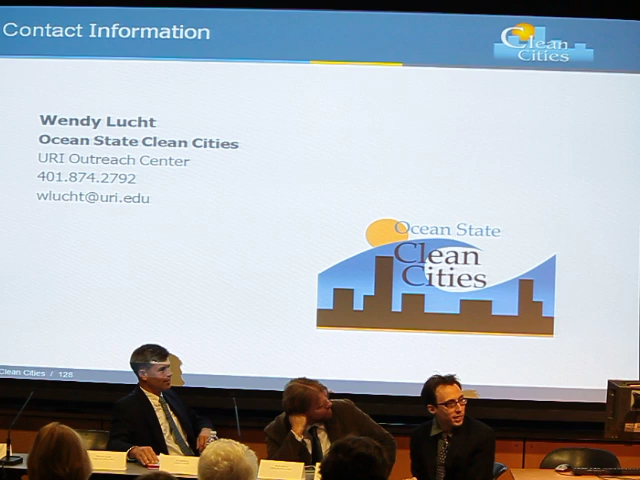 Contact Information
Clean
Cities
Wendy Lucht
Ocean State Clean Cities
URI Outreach Center
401.874.2792
wlucht@uri.edu
Ocean State
Clean
Cities
Clean Cities / 128